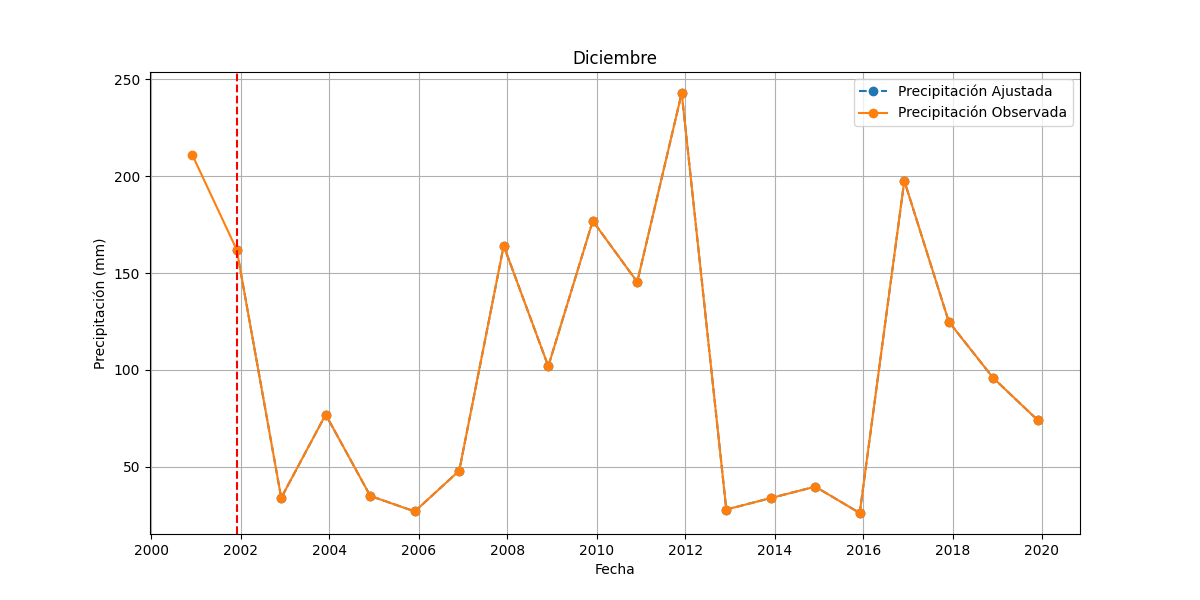 Diciembre
Precipitación Ajustada
Precipitación Observada
Precipitación (mm)
250
200
150
100
50
2000 2002 2004 2006 2008 2010 2012 2014 2016 2018 2020
Fecha